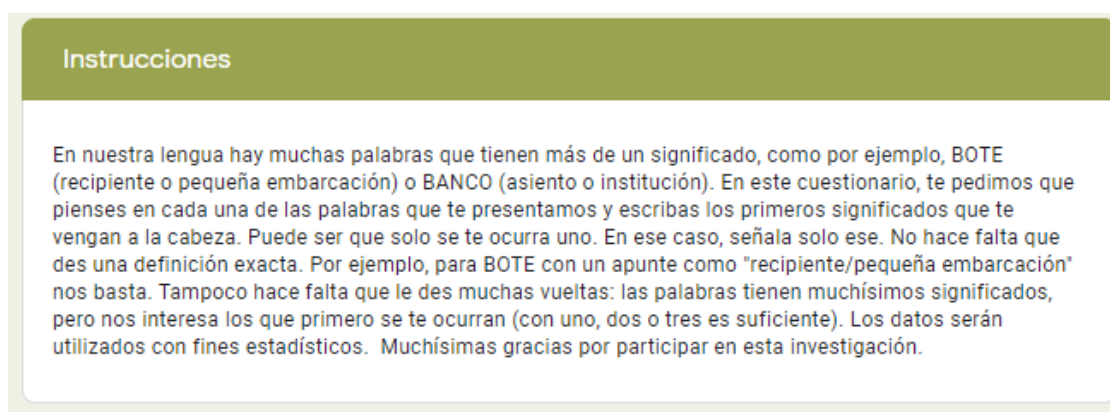 Instrucciones
En nuestra lengua hay muchas palabras que tienen más de un significado, como por ejemplo, BOTE
(recipiente o pequeña embarcación) o BANCO (asiento o institución). En este cuestionario, te pedimos que
pienses en cada una de las palabras que te presentamos y escribas los primeros significados que te
vengan a la cabeza. Puede ser que solo se te ocurra uno. En ese caso, señala solo ese. No hace falta que
des una definición exacta. Por ejemplo, para BOTE con un apunte como "recipiente/pequeña embarcación"
nos basta. Tampoco hace falta que le des muchas vueltas: las palabras tienen muchísimos significados,
pero nos interesa los que primero se te ocurran (con uno, dos o tres es suficiente). Los datos serán
utilizados con fines estadísticos.  Muchísimas gracias por participar en esta investigación.